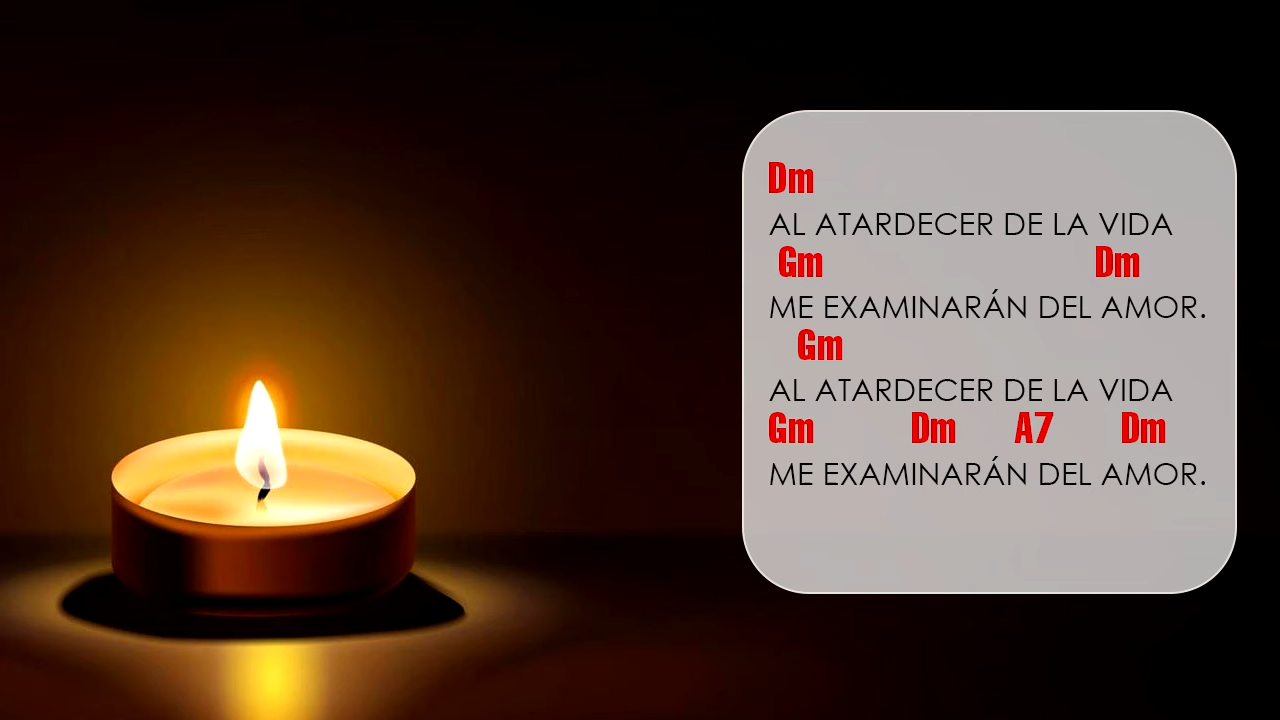 Dm
AL ATARDECER DE LA VIDA
Gm Dm
ME EXAMINARÁN DEL AMOR.
Gm
AL ATARDECER DE LA VIDA
Gm Dm A7 Dm
ME EXAMINARÁN DEL AMOR.